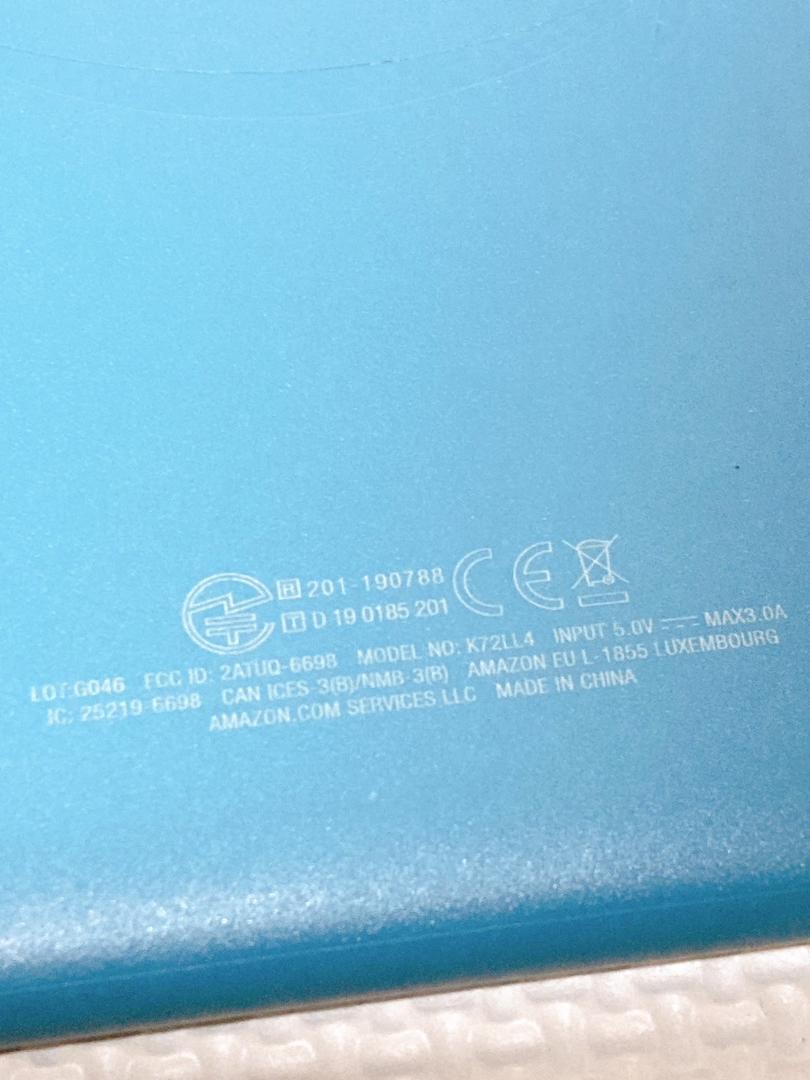 R 201-190788
T D 19 0185 201
LOT:G046 FCC ID: 2ATUQ-6698 MODEL NO: K72LL4 INPUT 5.0V ⎓ MAX3.0A
IC: 25219-6698 CAN ICES-3(B)/NMB-3(B) AMAZON EU L-1855 LUXEMBOURG
AMAZON.COM SERVICES LLC MADE IN CHINA
CE